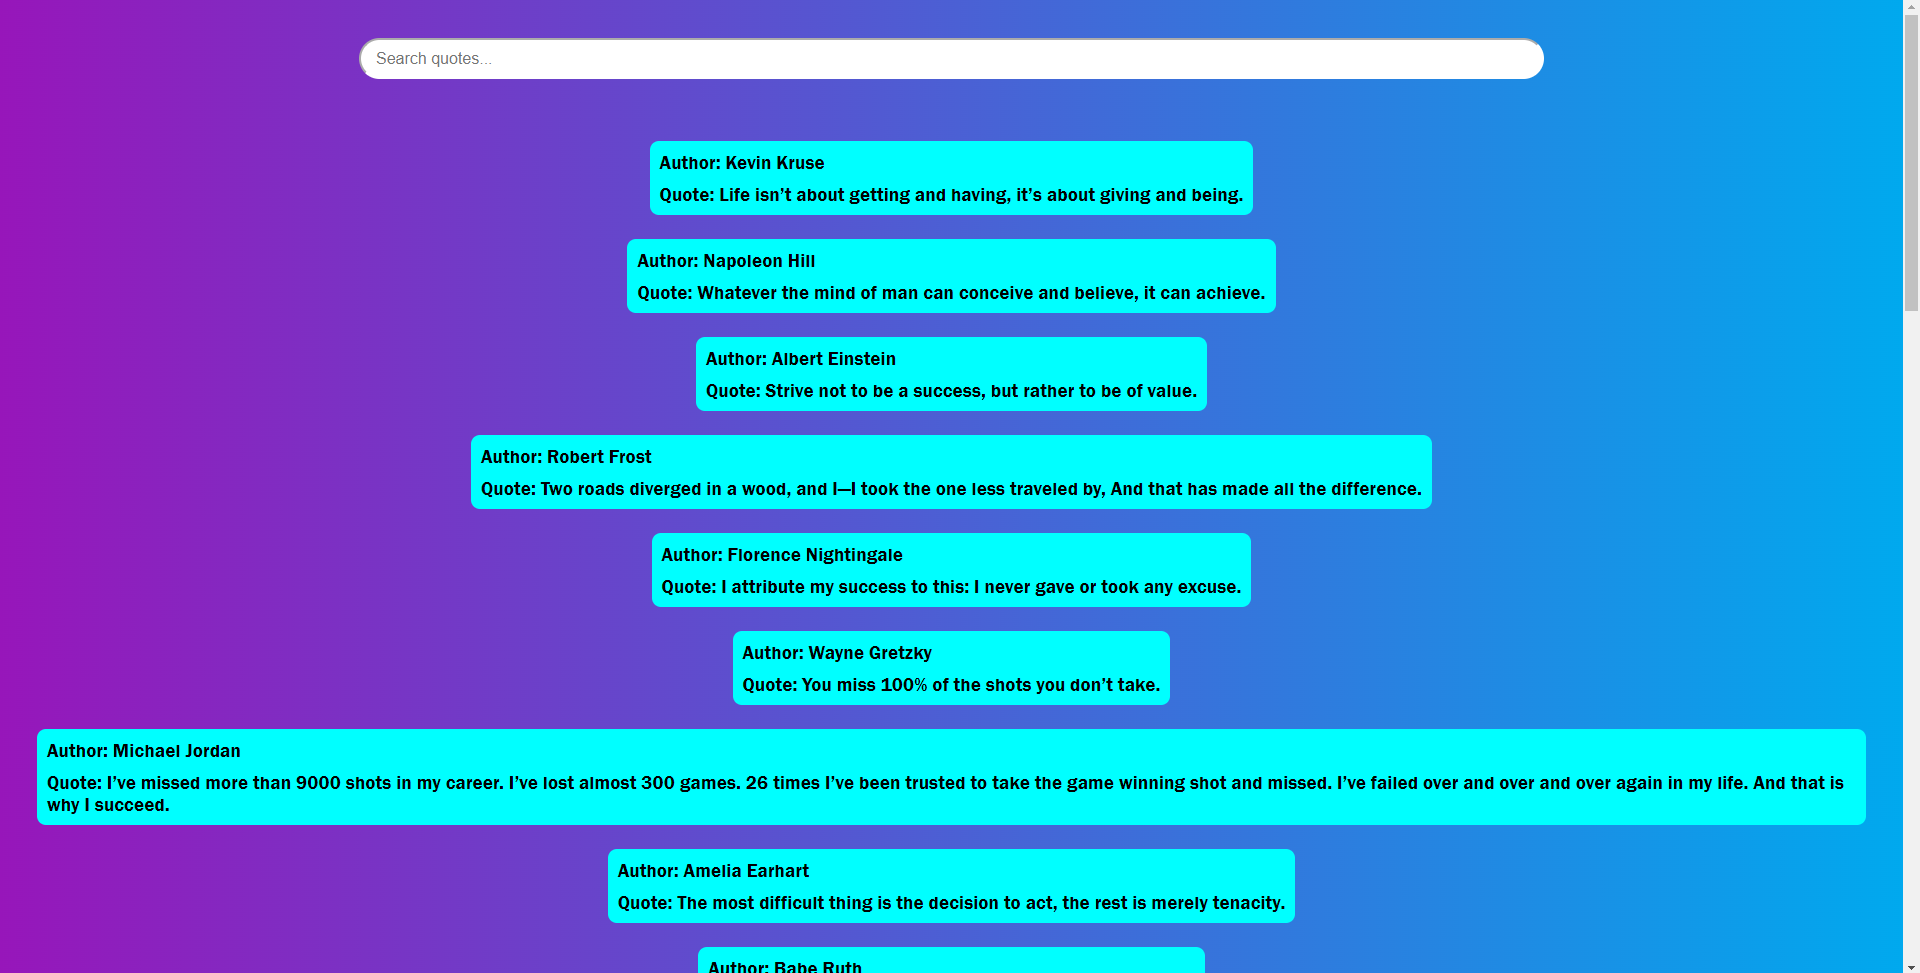 Search quotes...
Author: Kevin Kruse
Quote: Life isn’t about getting and having, it’s about giving and being.
Author: Napoleon Hill
Quote: Whatever the mind of man can conceive and believe, it can achieve.
Author: Albert Einstein
Quote: Strive not to be a success, but rather to be of value.
Author: Robert Frost
Quote: Two roads diverged in a wood, and I—I took the one less traveled by, And that has made all the difference.
Author: Florence Nightingale
Quote: I attribute my success to this: I never gave or took any excuse.
Author: Wayne Gretzky
Quote: You miss 100% of the shots you don’t take.
Author: Michael Jordan
Quote: I’ve missed more than 9000 shots in my career. I’ve lost almost 300 games. 26 times I’ve been trusted to take the game winning shot and missed. I’ve failed over and over and over again in my life. And that is
why I succeed.
Author: Amelia Earhart
Quote: The most difficult thing is the decision to act, the rest is merely tenacity.
Author: Babe Ruth